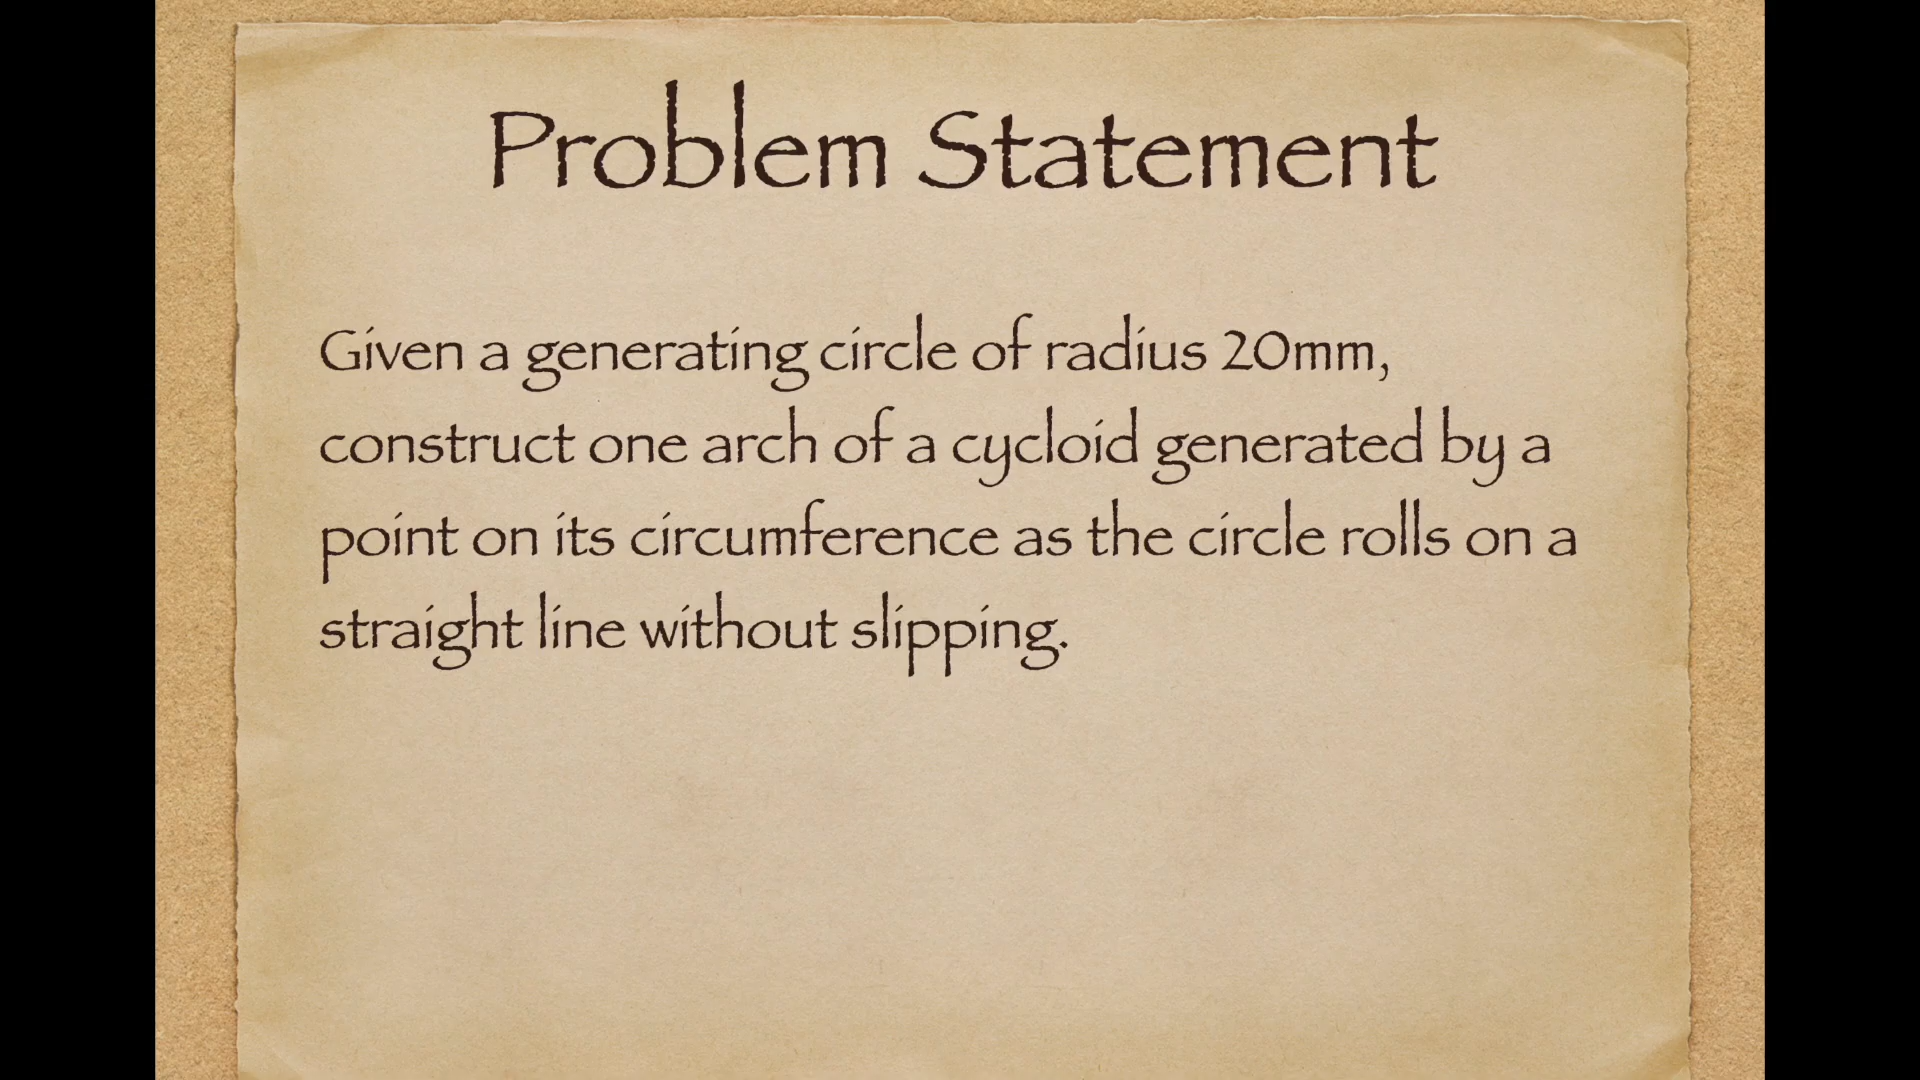 Problem Statement
Given a generating circle of radius 20mm,
construct one arch of a cycloid generated by a
point on its circumference as the circle rolls on a
straight line without slipping.